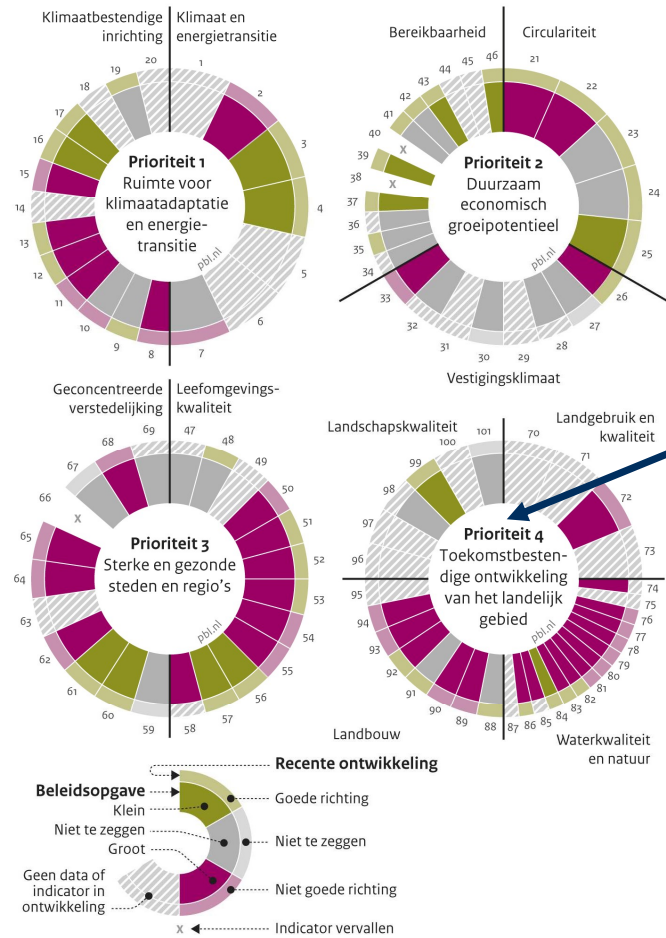 Klimaatbestendige
inrichting
Klimaat en
energietransitie
1
2
3
4
5
6
7
8
9
10
11
12
13
14
15
16
17
18
19
20
Prioriteit 1
Ruimte voor
klimaatadaptatie
en energie-
transitie
pbl.nl
Bereikbaarheid
Circulariteit
21
22
23
24
25
26
27
28
29
30
31
32
33
34
35
36
37
38
39
40
41
42
43
44
45
46
x
x
Prioriteit 2
Duurzaam
economisch
groeipotentieel
pbl.nl
Vestigingsklimaat
Geconcentreerde
verstedelijking
Leefomgevings-
kwaliteit
47
48
49
50
51
52
53
54
55
56
57
58
59
60
61
62
63
64
65
66
67
68
69
x
Prioriteit 3
Sterke en gezonde
steden en regio's
pbl.nl
Landschapskwaliteit
Landgebruik en
kwaliteit
70
71
72
73
74
75
76
77
78
79
80
81
82
83
84
85
86
87
88
89
90
91
92
93
94
95
96
97
98
99
100
101
Prioriteit 4
Toekomstbesten-
dige ontwikkeling
van het landelijk
gebied
pbl.nl
Landbouw
Waterkwaliteit
en natuur
Recente ontwikkeling
Beleidsopgave
Klein
Niet te zeggen
Groot
Geen data of
indicator in
ontwikkeling
Goede richting
Niet te zeggen
Niet goede richting
x Indicator vervallen